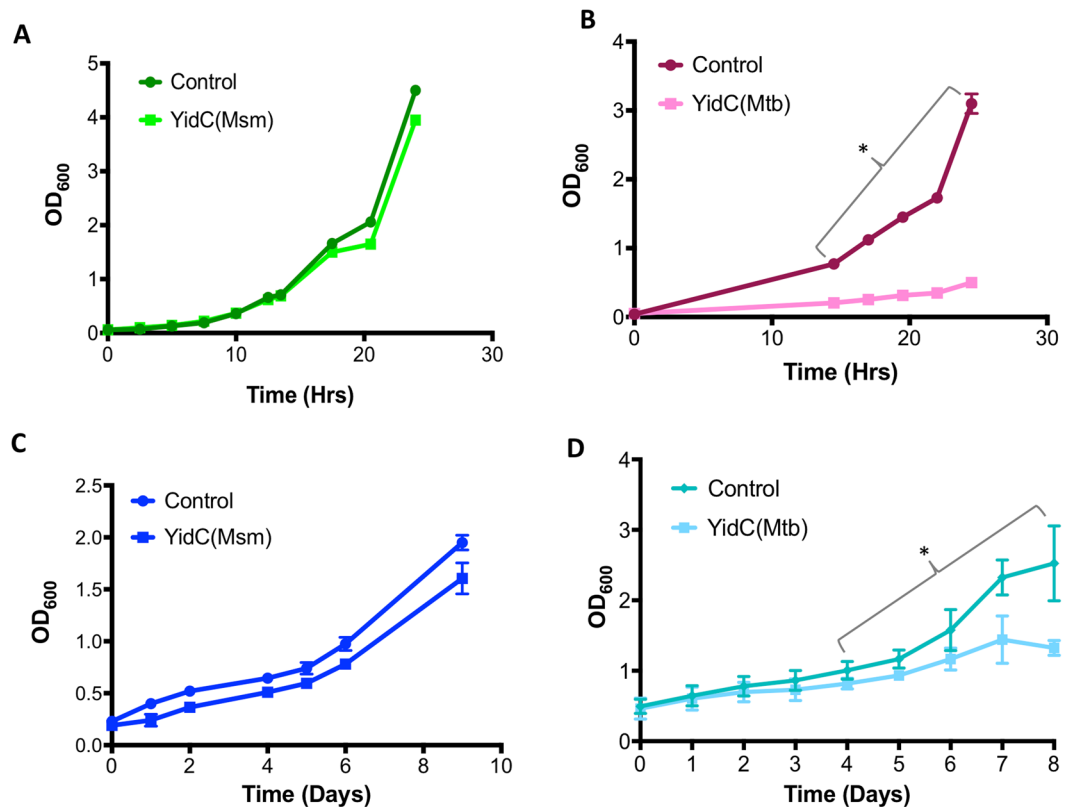 A
Control
YidC(Msm)
5
4
3
2
1
0
OD600
0 10 20 30
Time (Hrs)
B
Control
YidC(Mtb)
*
4
3
2
1
0
OD600
0 10 20 30
Time (Hrs)
C
Control
YidC(Msm)
2.5
2.0
1.5
1.0
0.5
0.0
OD600
0 2 4 6 8 10
Time (Days)
D
Control
YidC(Mtb)
*
4
3
2
1
0
OD600
0 1 2 3 4 5 6 7 8
Time (Days)